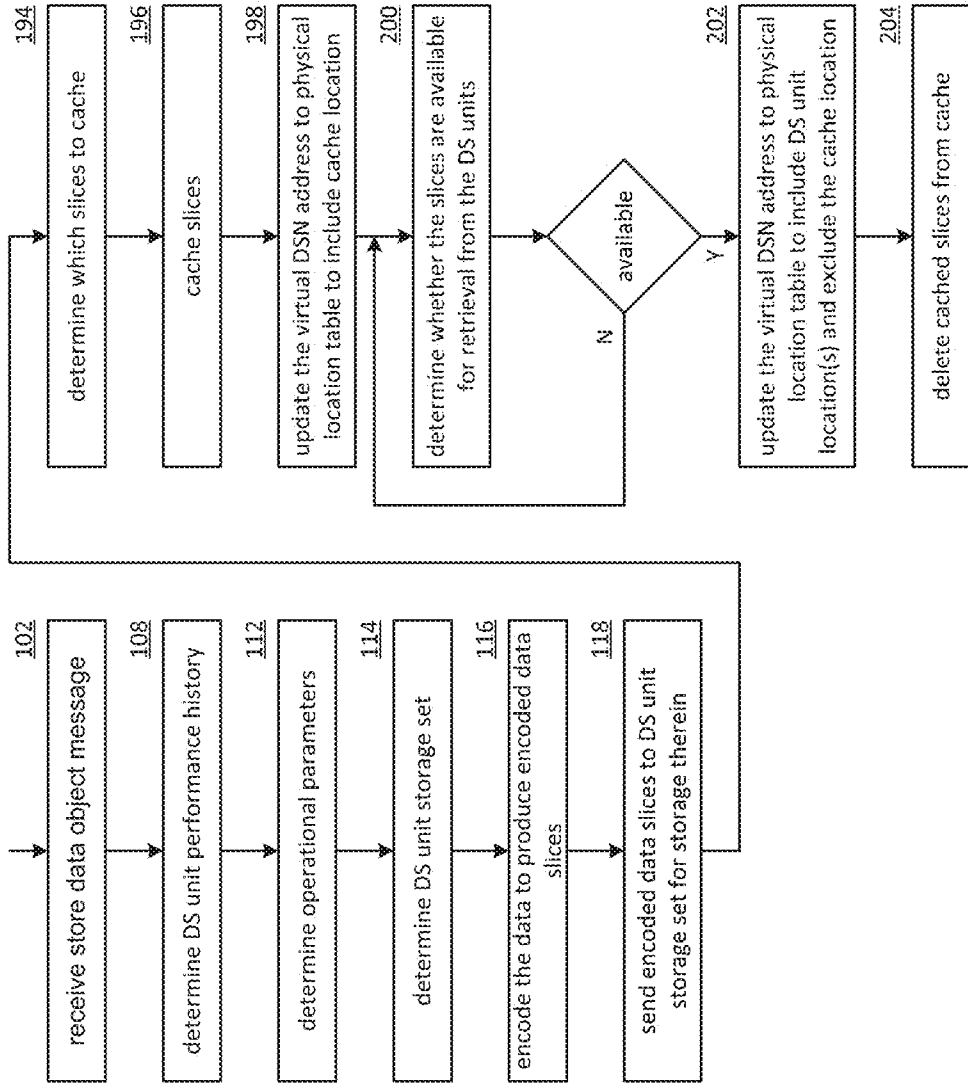 102
receive store data object message
108
determine DS unit performance history
112
determine operational parameters
114
determine DS unit storage set
116
encode the data to produce encoded data
slices
118
send encoded data slices to DS unit
storage set for storage therein
194
determine which slices to cache
196
cache slices
198
update the virtual DSN address to physical
location table to include cache location
200
determine whether the slices are available
for retrieval from the DS units
available
N
Y
202
update the virtual DSN address to physical
location table to include DS unit
location(s) and exclude the cache location
204
delete cached slices from cache